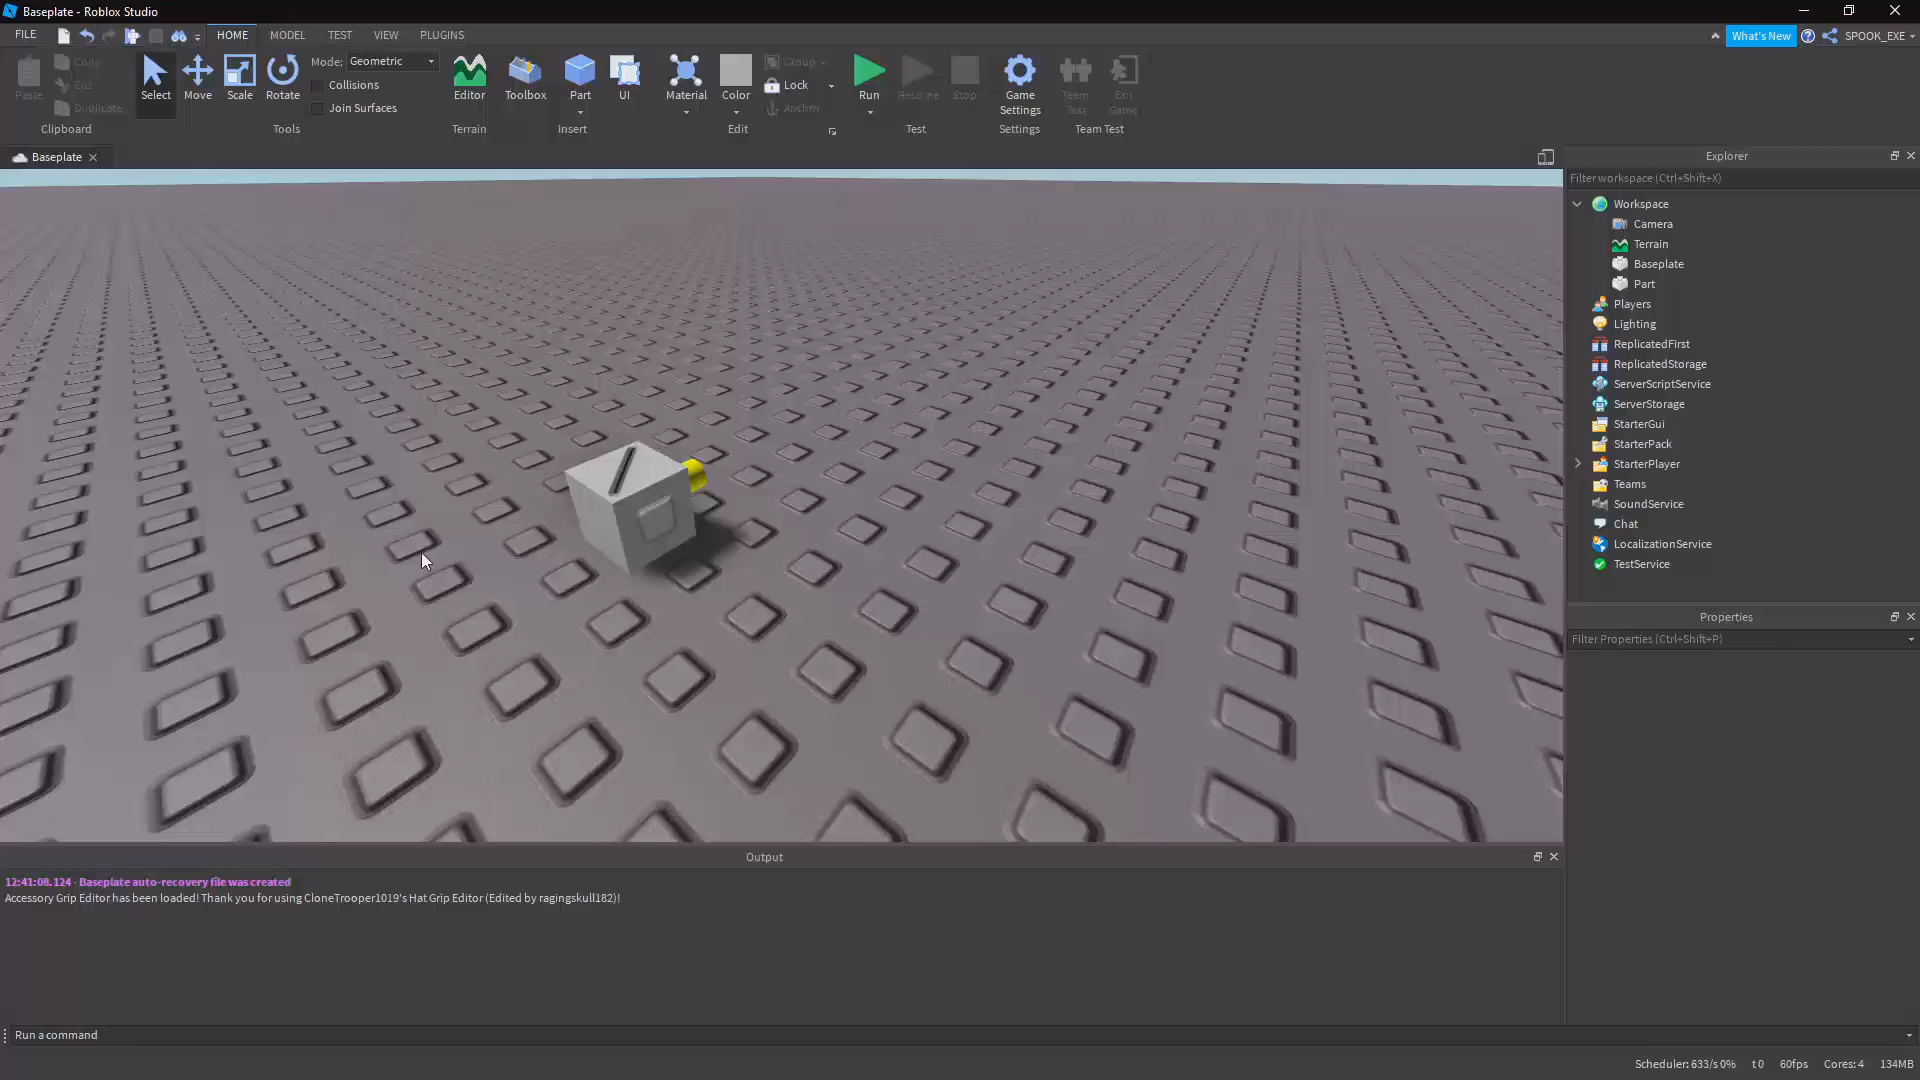 Baseplate - Roblox Studio
FILE
HOME
MODEL
TEST
VIEW
PLUGINS
What's New
SPOOK_EXE
Paste
Copy
Cut
Duplicate
Clipboard
Select
Move
Scale
Rotate
Mode: Geometric
Collisions
Join Surfaces
Tools
Editor
Terrain
Toolbox
Part
UI
Insert
Material
Color
Group
Lock
Anchor
Edit
Run
Resume
Stop
Test
Game
Settings
Settings
Team
Test
Exit
Game
Team Test
Baseplate
Explorer
Filter workspace (Ctrl+Shift+X)
Workspace
Camera
Terrain
Baseplate
Part
Players
Lighting
ReplicatedFirst
ReplicatedStorage
ServerScriptService
ServerStorage
StarterGui
StarterPack
StarterPlayer
Teams
SoundService
Chat
LocalizationService
TestService
Properties
Filter Properties (Ctrl+Shift+P)
Output
12:41:08.124 - Baseplate auto-recovery file was created
Accessory Grip Editor has been loaded! Thank you for using CloneTrooper1019's Hat Grip Editor (Edited by ragingskull182)!
Run a command
Scheduler: 633/s 0% t 0 60fps Cores: 4 134MB